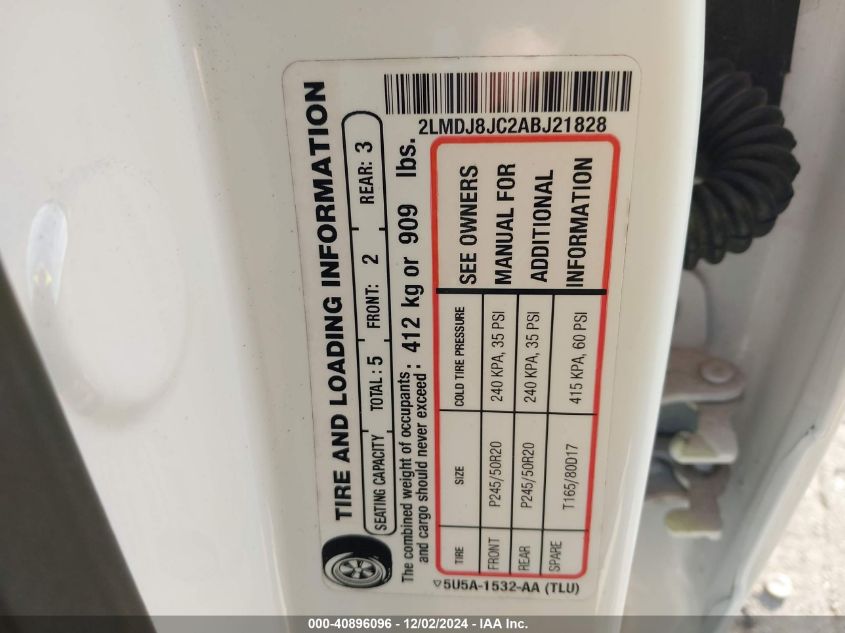 2LMDJ8JC2ABJ21828
TIRE AND LOADING INFORMATION
SEATING CAPACITY TOTAL: 5 FRONT: 2 REAR: 3
The combined weight of occupants and cargo should never exceed: 412 kg or 909 lbs.
TIRE SIZE COLD TIRE PRESSURE
FRONT P245/50R20 240 KPA, 35 PSI
REAR P245/50R20 240 KPA, 35 PSI
SPARE T165/80D17 415 KPA, 60 PSI
SEE OWNERS
MANUAL FOR
ADDITIONAL
INFORMATION
5U5A-1532-AA (TLU)
000-40896096 - 12/02/2024 - IAA Inc.